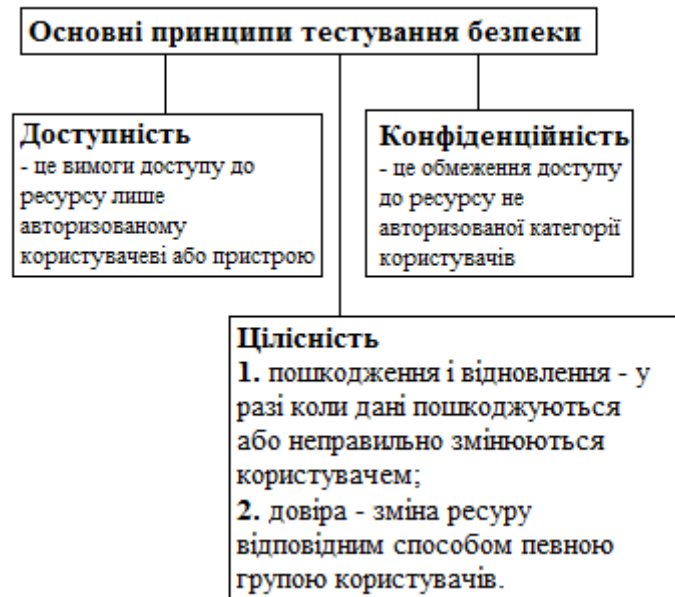 Основні принципи тестування безпеки
Доступність
- це вимоги доступу до
ресурсу лише
авторизованому
користувачеві або пристрою
Конфіденційність
- це обмеження доступу
до ресурсу не
авторизованої категорії
користувачів
Цілісність
1. пошкодження і відновлення - у
разі коли дані пошкоджуються
або неправильно змінюються
користувачем;
2. довіра - зміна ресуру
відповідним способом певною
групою користувачів.